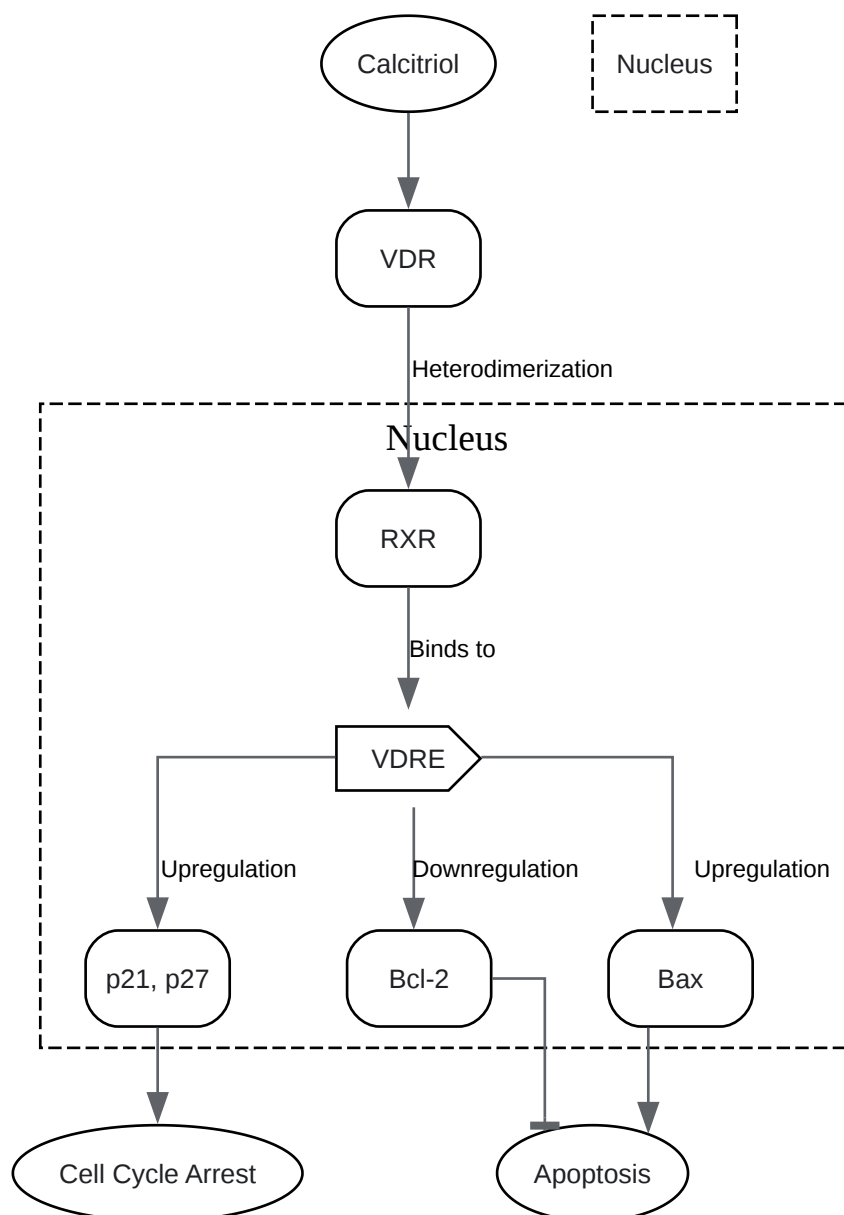 Calcitriol
Nucleus
VDR
Heterodimerization
Nucleus
RXR
Binds to
VDRE
Upregulation
Downregulation
Upregulation
p21, p27
Bcl-2
Bax
Cell Cycle Arrest
Apoptosis